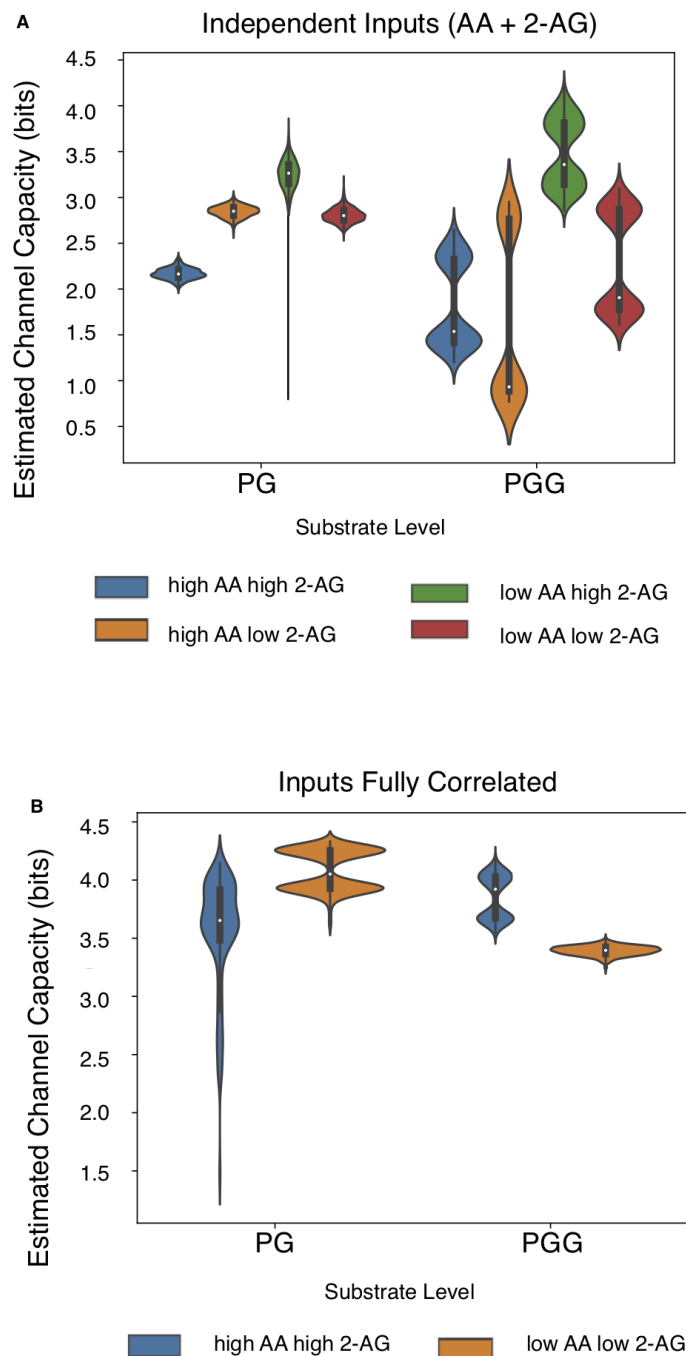 A
Independent Inputs (AA + 2-AG)
Estimated Channel Capacity (bits)
4.5
4.0
3.5
3.0
2.5
2.0
1.5
1.0
0.5
PG
PGG
Substrate Level
high AA high 2-AG
low AA high 2-AG
high AA low 2-AG
low AA low 2-AG
Inputs Fully Correlated
B
Estimated Channel Capacity (bits)
4.5
4.0
3.5
3.0
2.5
2.0
1.5
PG
PGG
Substrate Level
high AA high 2-AG
low AA low 2-AG